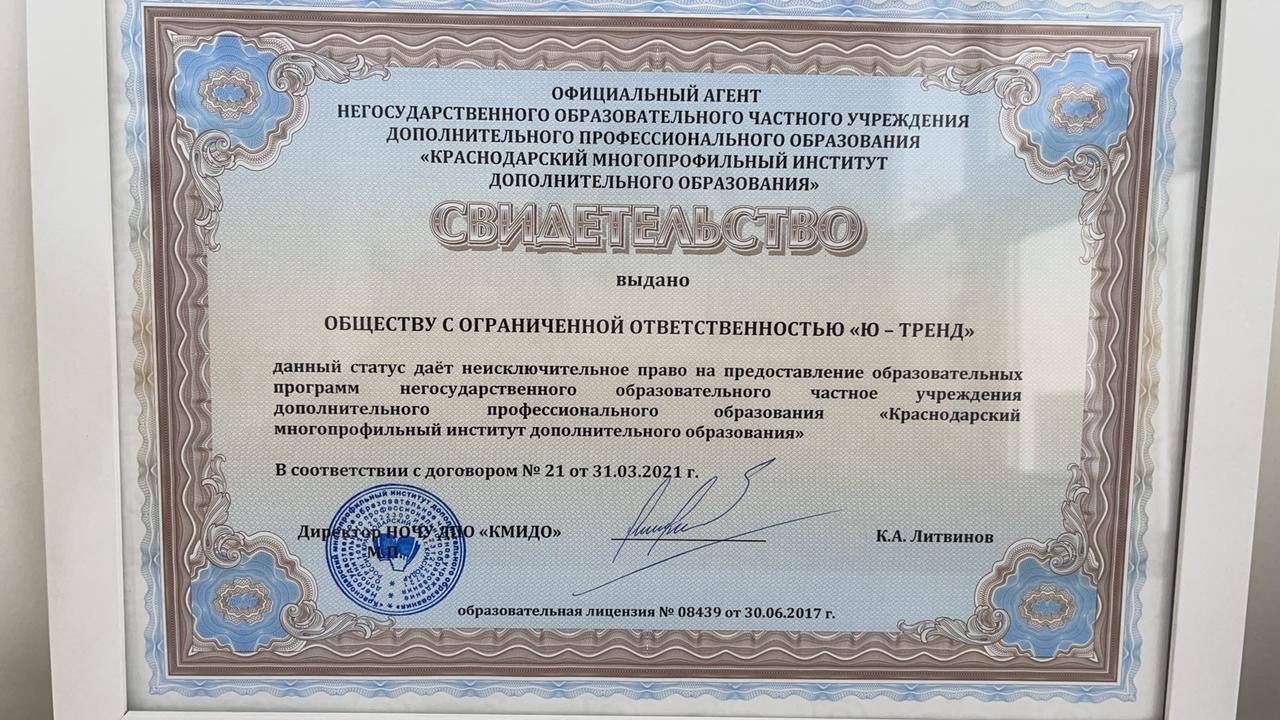 ОФИЦИАЛЬНЫЙ АГЕНТ
НЕГОСУДАРСТВЕННОГО ОБРАЗОВАТЕЛЬНОГО ЧАСТНОГО УЧРЕЖДЕНИЯ
ДОПОЛНИТЕЛЬНОГО ПРОФЕССИОНАЛЬНОГО ОБРАЗОВАНИЯ
«КРАСНОДАРСКИЙ МНОГОПРОФИЛЬНЫЙ ИНСТИТУТ
ДОПОЛНИТЕЛЬНОГО ОБРАЗОВАНИЯ»
СВИДЕТЕЛЬСТВО
выдано
ОБЩЕСТВУ С ОГРАНИЧЕННОЙ ОТВЕТСТВЕННОСТЬЮ «Ю – ТРЕНД»
данный статус даёт неисключительное право на предоставление образовательных
программ негосударственного образовательного частное учреждения
дополнительного профессионального образования «Краснодарский
многопрофильный институт дополнительного образования»
В соответствии с договором № 21 от 31.03.2021 г.
Директор НОЧУ ДПО «КМИДО» К.А. Литвинов
М.П.
образовательная лицензия № 08439 от 30.06.2017 г.